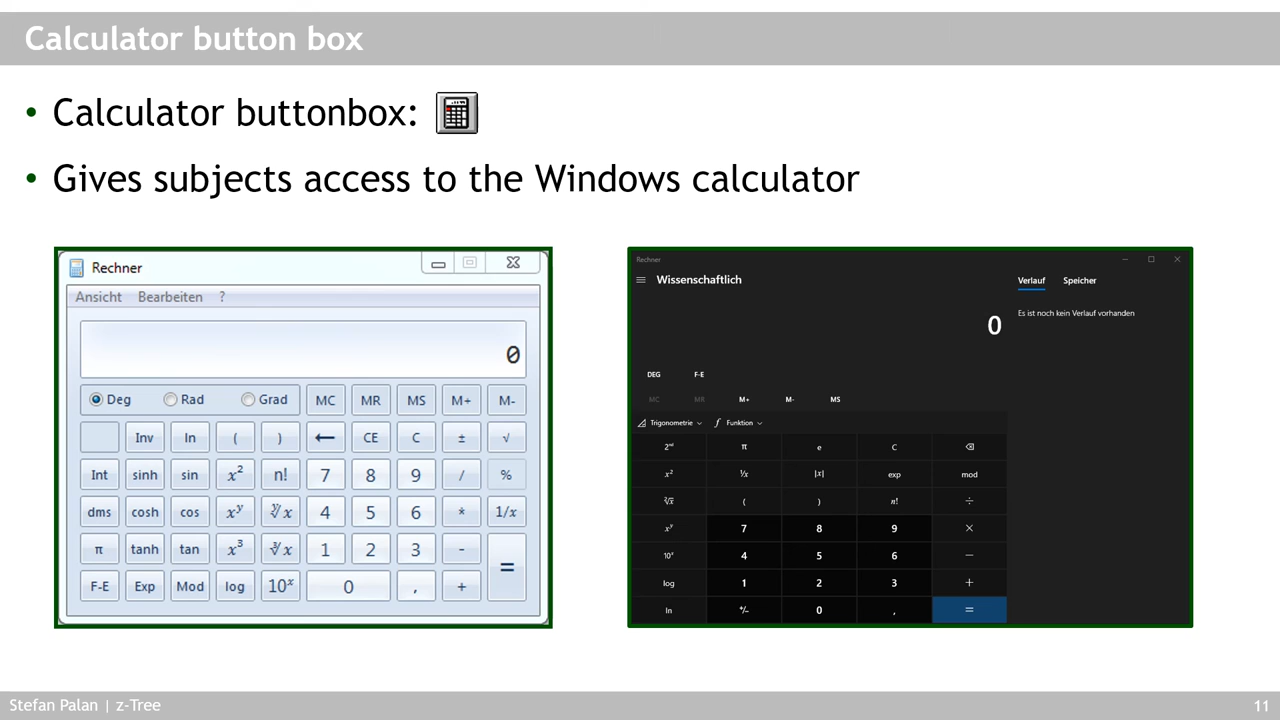 Calculator button box
• Calculator buttonbox:
• Gives subjects access to the Windows calculator
Rechner
Ansicht Bearbeiten ?
0
Deg Rad Grad MC MR MS M+ M-
Inv ln ( ) ← CE C ± √
Int sinh sin x² n! 7 8 9 / %
dms cosh cos xʸ ʸ√x 4 5 6 * 1/x
π tanh tan x³ ³√x 1 2 3 - =
F-E Exp Mod log 10ˣ 0 , +
Rechner
Wissenschaftlich
Verlauf Speicher
Es ist noch kein Verlauf vorhanden
0
DEG F-E
MC MR M+ M- MS
Trigonometrie f Funktion
2ⁿᵈ π e C ⌫
x² ¹/x |x| exp mod
²√x ( ) n! ÷
xʸ 7 8 9 ×
10ˣ 4 5 6 −
log 1 2 3 +
ln +/- 0 , =
Stefan Palan | z-Tree
11